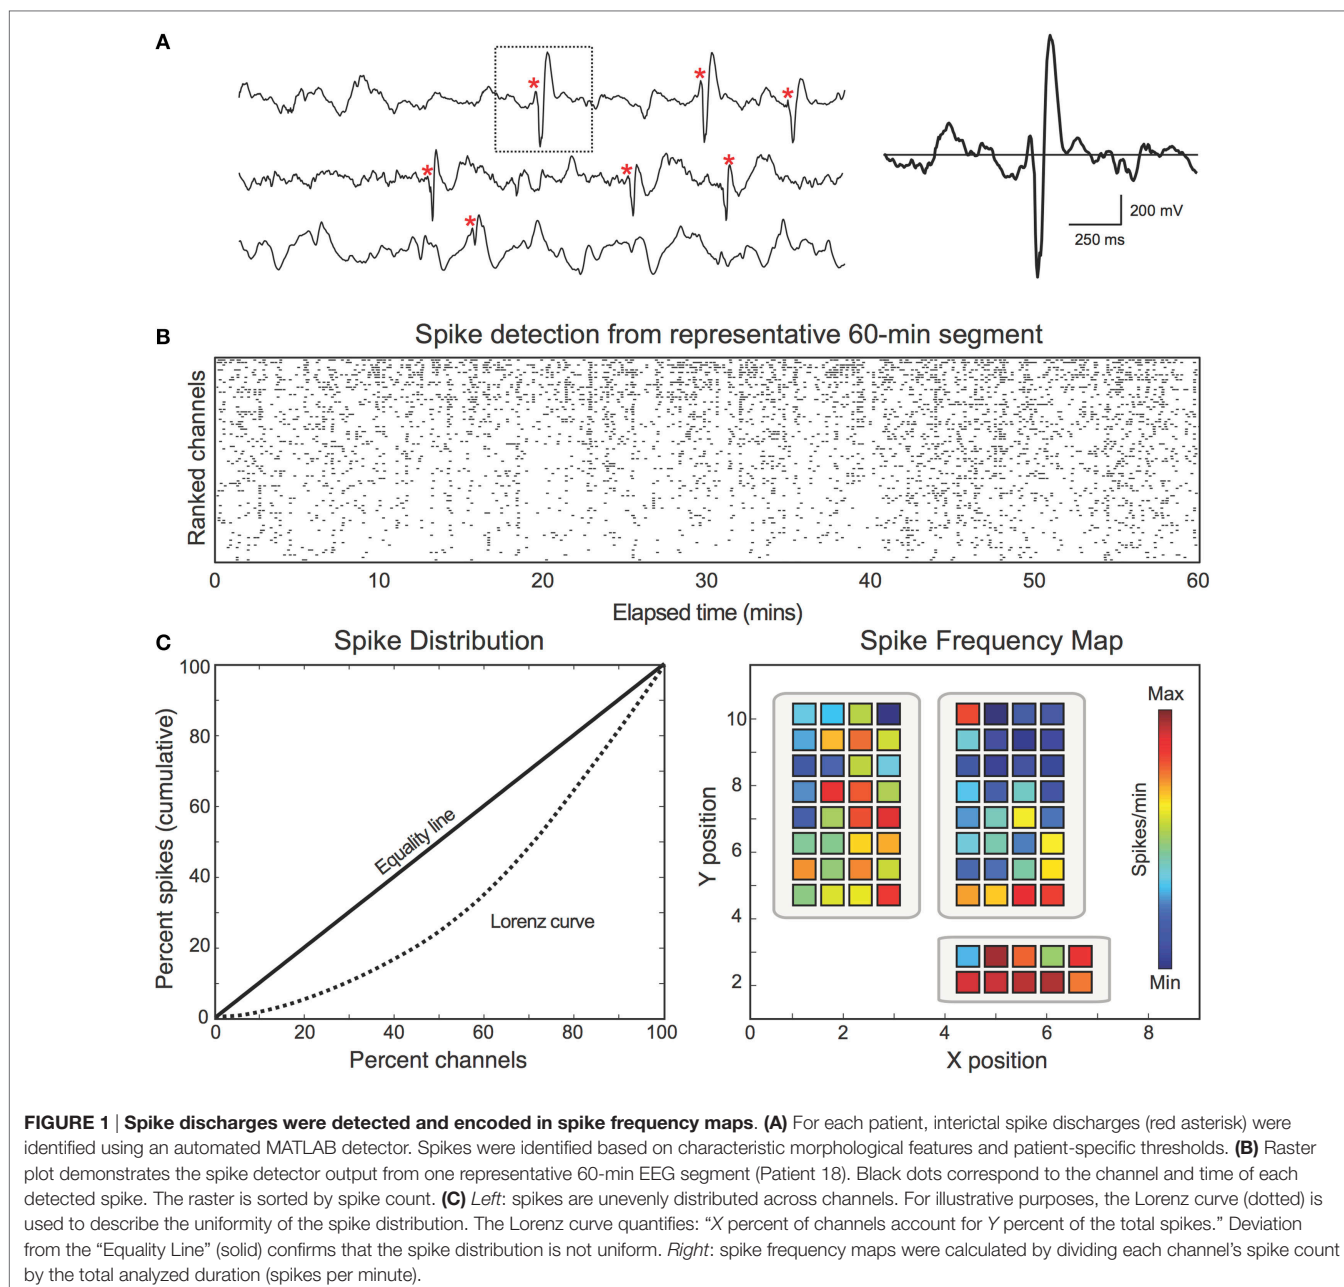 A
*
*
*
*
*
*
*
200 mV
250 ms
B
Spike detection from representative 60-min segment
Ranked channels
0 10 20 30 40 50 60
Elapsed time (mins)
C
Spike Distribution
Percent spikes (cumulative)
100
80
60
40
20
0
Equality line
Lorenz curve
20 40 60 80 100
Percent channels
Spike Frequency Map
Y position
10
8
6
4
2
0 2 4 6 8
X position
Max
Spikes/min
Min
FIGURE 1 | Spike discharges were detected and encoded in spike frequency maps. (A) For each patient, interictal spike discharges (red asterisk) were
identified using an automated MATLAB detector. Spikes were identified based on characteristic morphological features and patient-specific thresholds. (B) Raster
plot demonstrates the spike detector output from one representative 60-min EEG segment (Patient 18). Black dots correspond to the channel and time of each
detected spike. The raster is sorted by spike count. (C) Left: spikes are unevenly distributed across channels. For illustrative purposes, the Lorenz curve (dotted) is
used to describe the uniformity of the spike distribution. The Lorenz curve quantifies: “X percent of channels account for Y percent of the total spikes.” Deviation
from the “Equality Line” (solid) confirms that the spike distribution is not uniform. Right: spike frequency maps were calculated by dividing each channel’s spike count
by the total analyzed duration (spikes per minute).